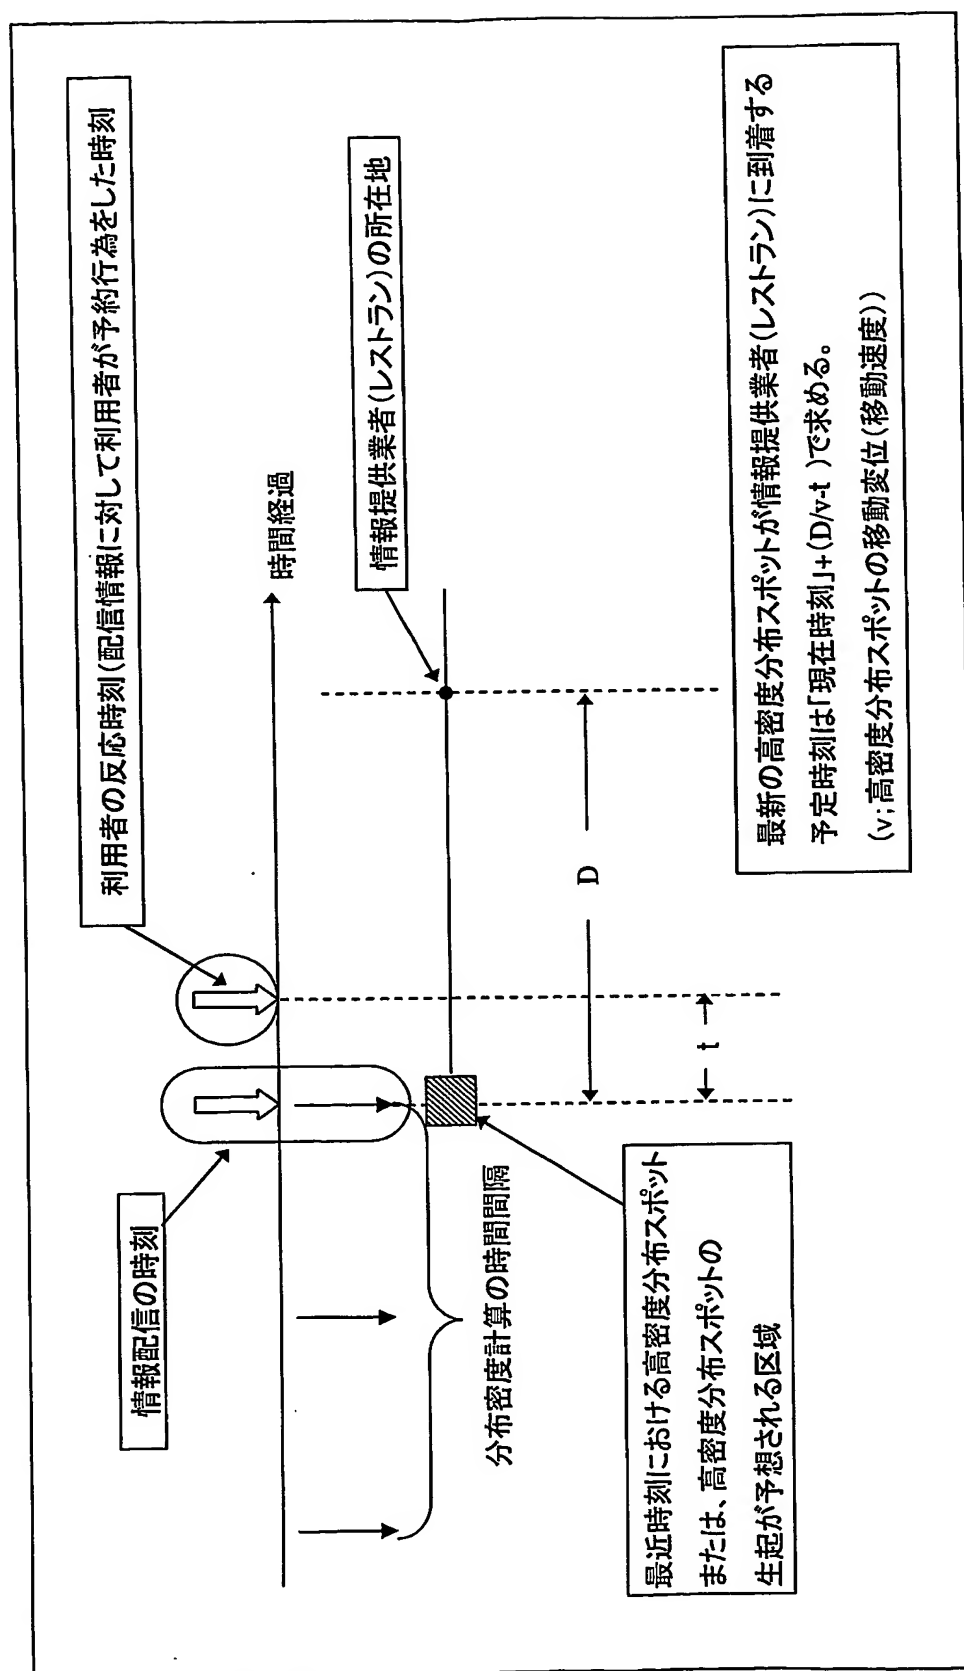 情報配信の時刻
利用者の反応時刻(配信情報に対して利用者が予約行為をした時刻
時間経過
情報提供業者(レストラン)の所在地
分布密度計算の時間間隔
D
t
最近時刻における高密度分布スポット
または、高密度分布スポットの
生起が予想される区域
最新の高密度分布スポットが情報提供業者(レストラン)に到着する
予定時刻は「現在時刻」+(D/v-t )で求める。
(v;高密度分布スポットの移動変位(移動速度))